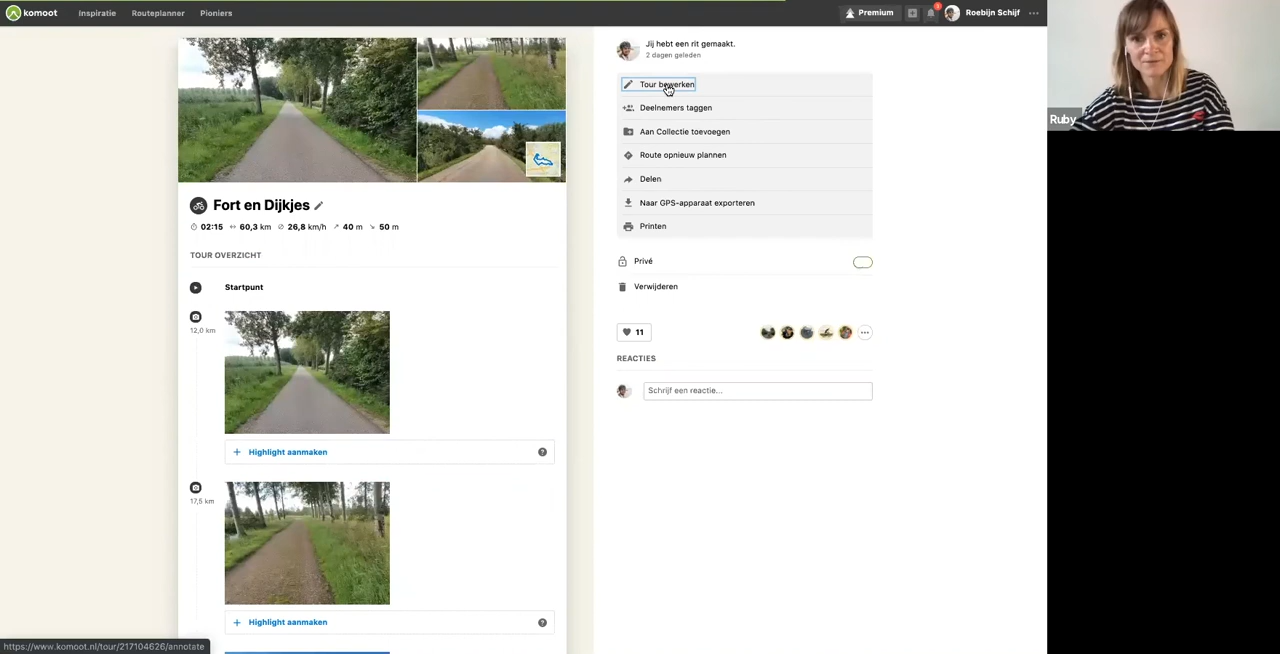 komoot Inspiratie Routeplanner Pioniers Premium Roebijn Schijf
Jij hebt een rit gemaakt.
2 dagen geleden
Tour bewerken
Deelnemers taggen
Aan Collectie toevoegen
Route opnieuw plannen
Delen
Naar GPS-apparaat exporteren
Printen
Privé
Verwijderen
11
REACTIES
Schrijf een reactie...
Fort en Dijkjes
02:15 60,3 km 26,8 km/h 40 m 50 m
TOUR OVERZICHT
Startpunt
12,0 km
+ Highlight aanmaken ?
17,5 km
+ Highlight aanmaken ?
https://www.komoot.nl/tour/217104626/annotate
Ruby